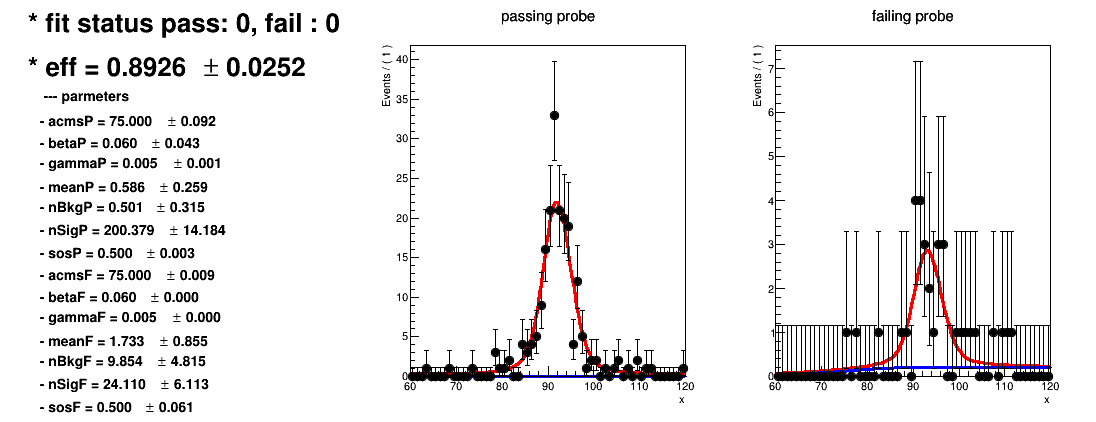 * fit status pass: 0, fail : 0
* eff = 0.8926 ± 0.0252
--- parmeters
- acmsP = 75.000 ± 0.092
- betaP = 0.060 ± 0.043
- gammaP = 0.005 ± 0.001
- meanP = 0.586 ± 0.259
- nBkgP = 0.501 ± 0.315
- nSigP = 200.379 ± 14.184
- sosP = 0.500 ± 0.003
- acmsF = 75.000 ± 0.009
- betaF = 0.060 ± 0.000
- gammaF = 0.005 ± 0.000
- meanF = 1.733 ± 0.855
- nBkgF = 9.854 ± 4.815
- nSigF = 24.110 ± 6.113
- sosF = 0.500 ± 0.061
passing probe
Events / ( 1 )
40
35
30
25
20
15
10
5
0
60 70 80 90 100 110 120
x
failing probe
Events / ( 1 )
7
6
5
4
3
2
1
0
60 70 80 90 100 110 120
x